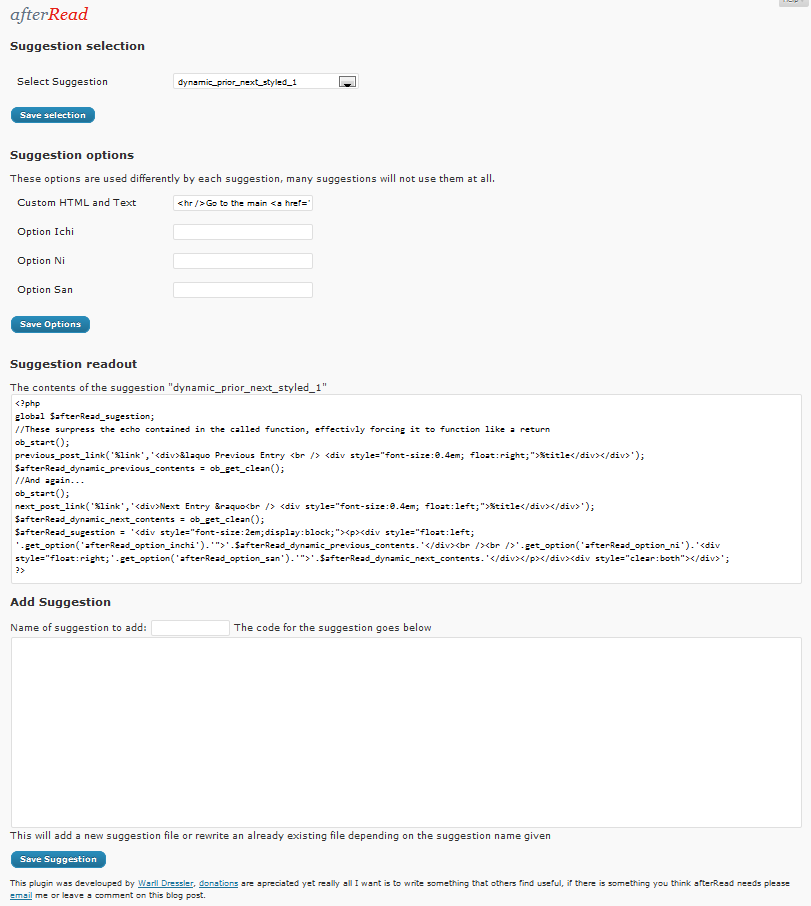 afterRead
Suggestion selection
Select Suggestion dynamic_prior_next_styled_1
Save selection
Suggestion options
These options are used differently by each suggestion, many suggestions will not use them at all.
Custom HTML and Text <hr />Go to the main <a href='
Option Ichi
Option Ni
Option San
Save Options
Suggestion readout
The contents of the suggestion "dynamic_prior_next_styled_1"
<?php
global $afterRead_sugestion;
//These surpress the echo contained in the called function, effectivly forcing it to function like a return
ob_start();
previous_post_link('%link','<div>&laquo Previous Entry <br /> <div style="font-size:0.4em; float:right;">%title</div></div>');
$afterRead_dynamic_previous_contents = ob_get_clean();
//And again...
ob_start();
next_post_link('%link','<div>Next Entry &raquo<br /> <div style="font-size:0.4em; float:left;">%title</div></div>');
$afterRead_dynamic_next_contents = ob_get_clean();
$afterRead_sugestion = '<div style="font-size:2em;display:block;"><p><div style="float:left;
'.get_option('afterRead_option_inchi').'">'.$afterRead_dynamic_previous_contents.'</div><br /><br />'.get_option('afterRead_option_ni').'<div
style="float:right;'.get_option('afterRead_option_san').'">'.$afterRead_dynamic_next_contents.'</div></p></div><div style="clear:both"></div>';
?>
Add Suggestion
Name of suggestion to add: The code for the suggestion goes below
This will add a new suggestion file or rewrite an already existing file depending on the suggestion name given
Save Suggestion
This plugin was develouped by Warll Dressler, donations are apreciated yet really all I want is to write something that others find useful, if there is something you think afterRead needs please
email me or leave a comment on this blog post.